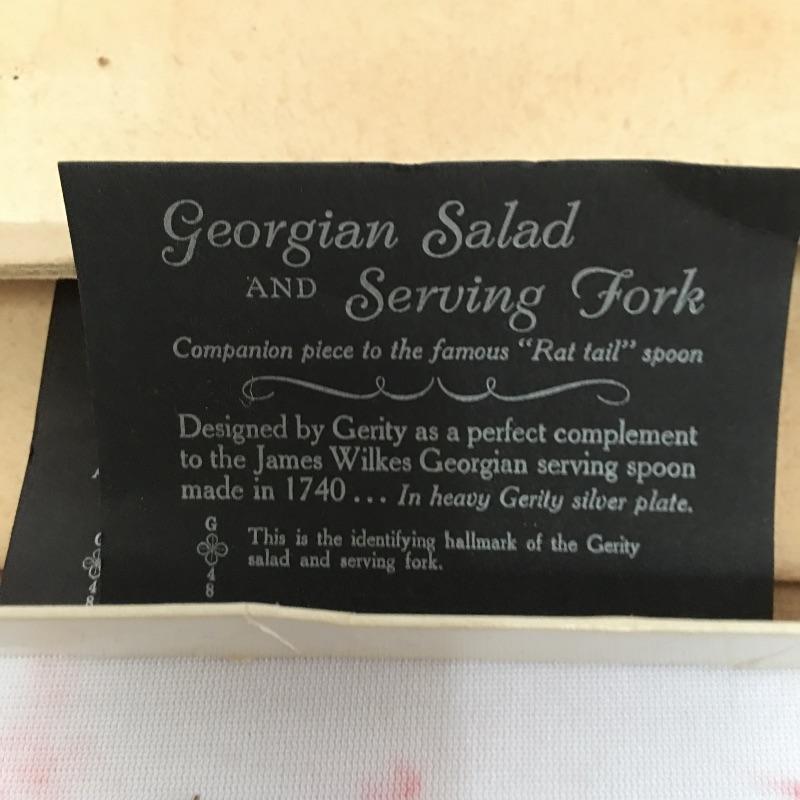 Georgian Salad
AND Serving Fork
Companion piece to the famous "Rat tail" spoon
Designed by Gerity as a perfect complement
to the James Wilkes Georgian serving spoon
made in 1740 ... In heavy Gerity silver plate.
G
48
This is the identifying hallmark of the Gerity
salad and serving fork.